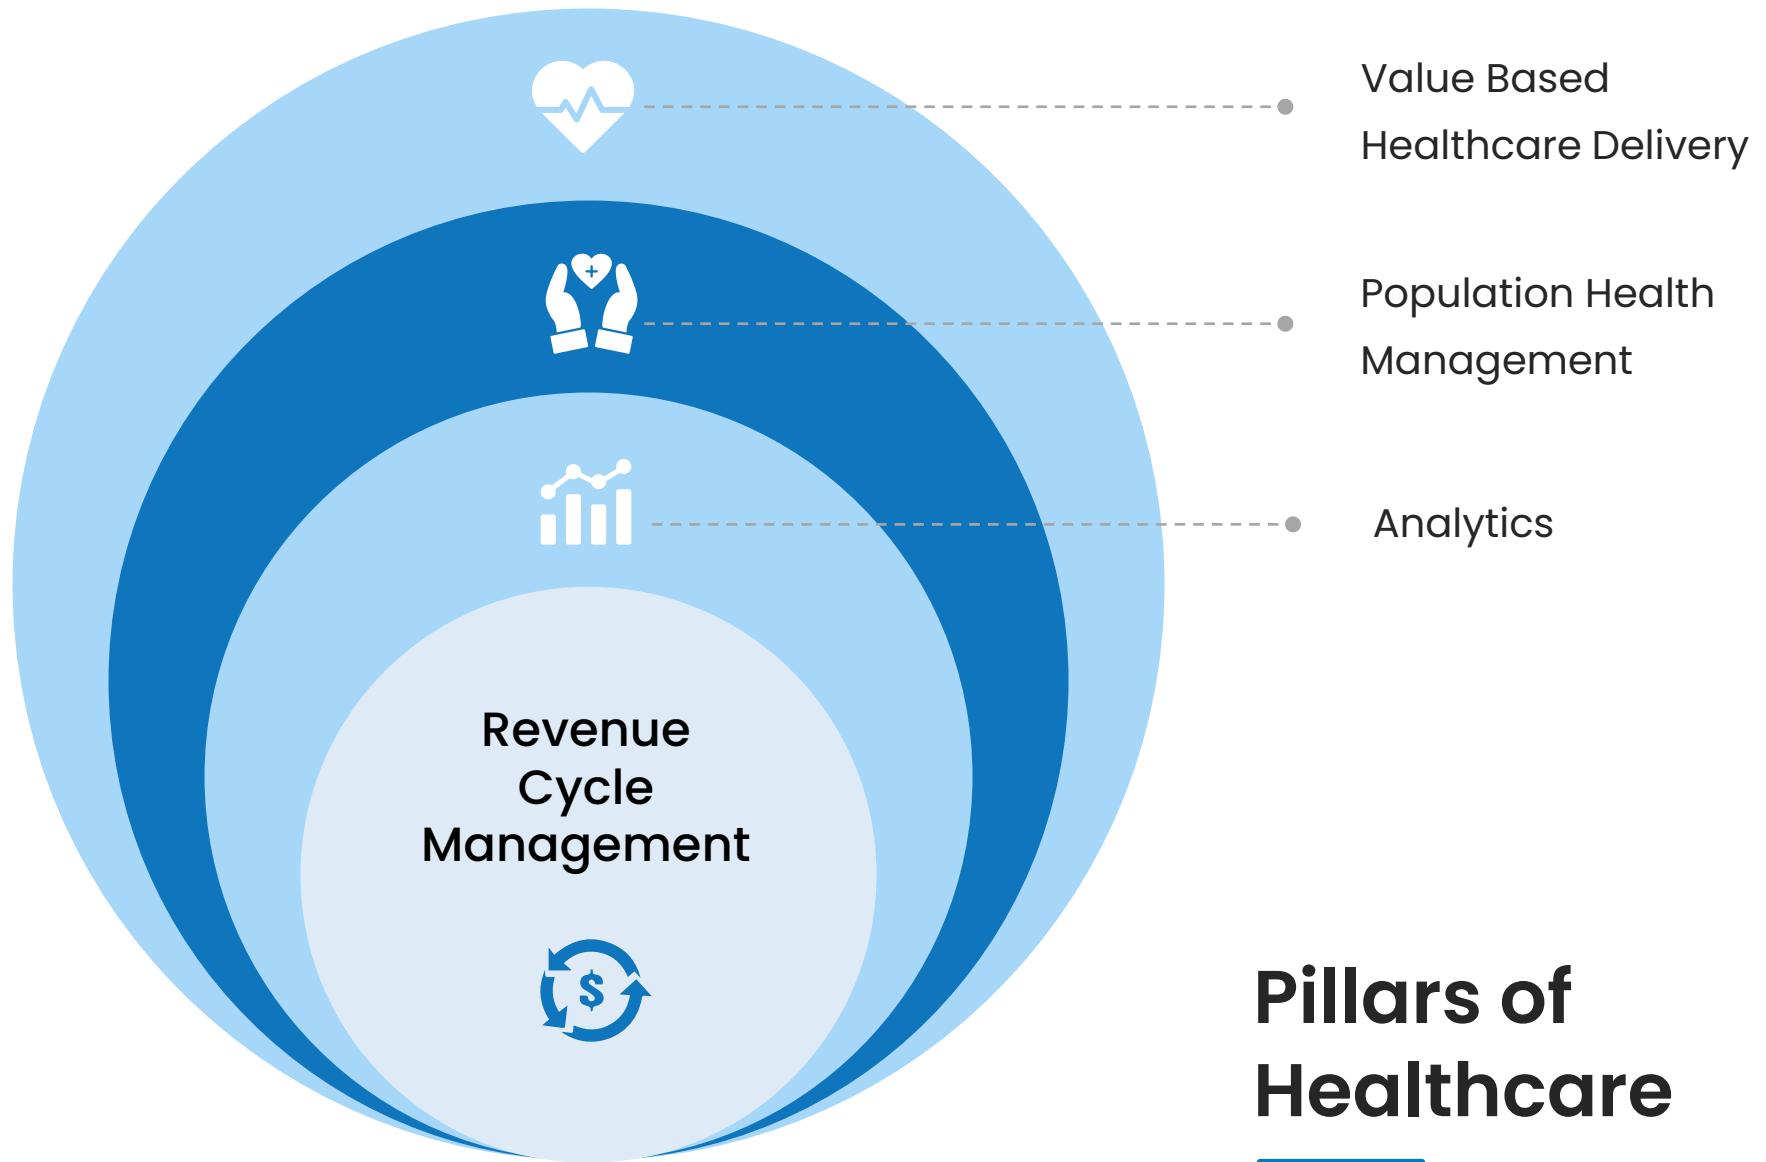 Value Based
Healthcare Delivery
Population Health
Management
Analytics
Revenue
Cycle
Management
$
Pillars of
Healthcare